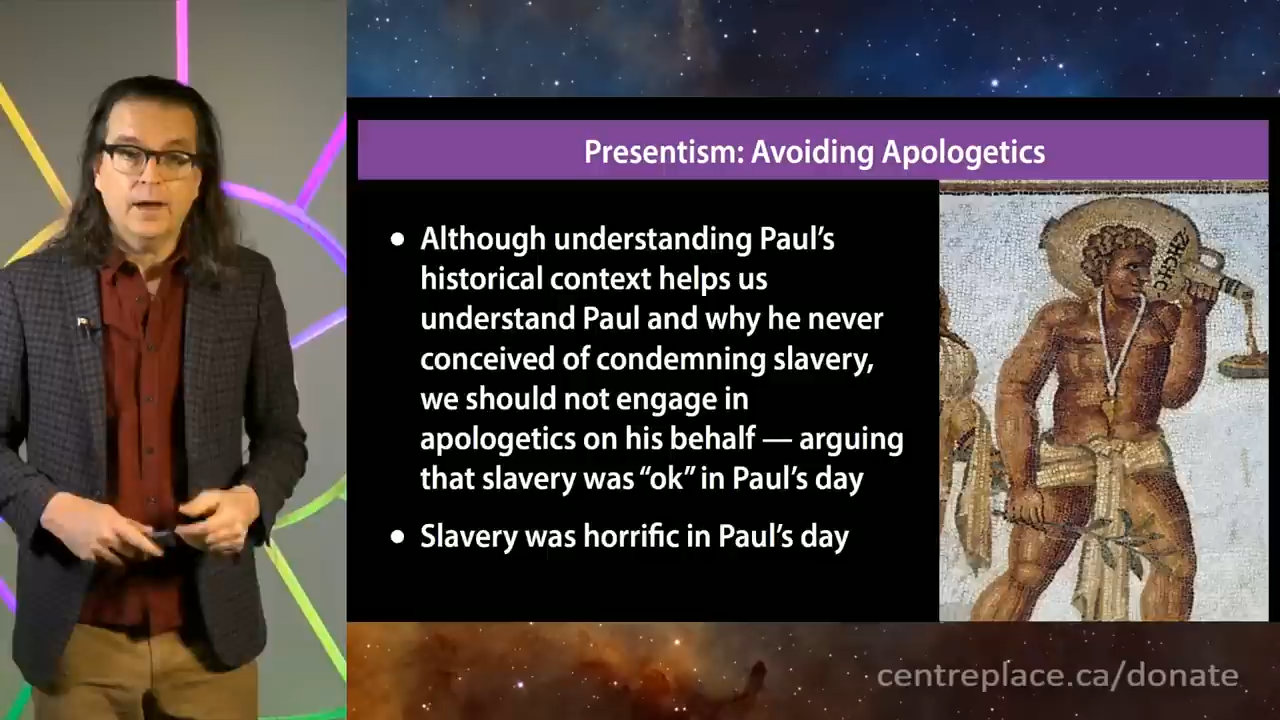 Presentism: Avoiding Apologetics
• Although understanding Paul’s
historical context helps us
understand Paul and why he never
conceived of condemning slavery,
we should not engage in
apologetics on his behalf — arguing
that slavery was “ok” in Paul’s day
• Slavery was horrific in Paul’s day
centreplace.ca/donate